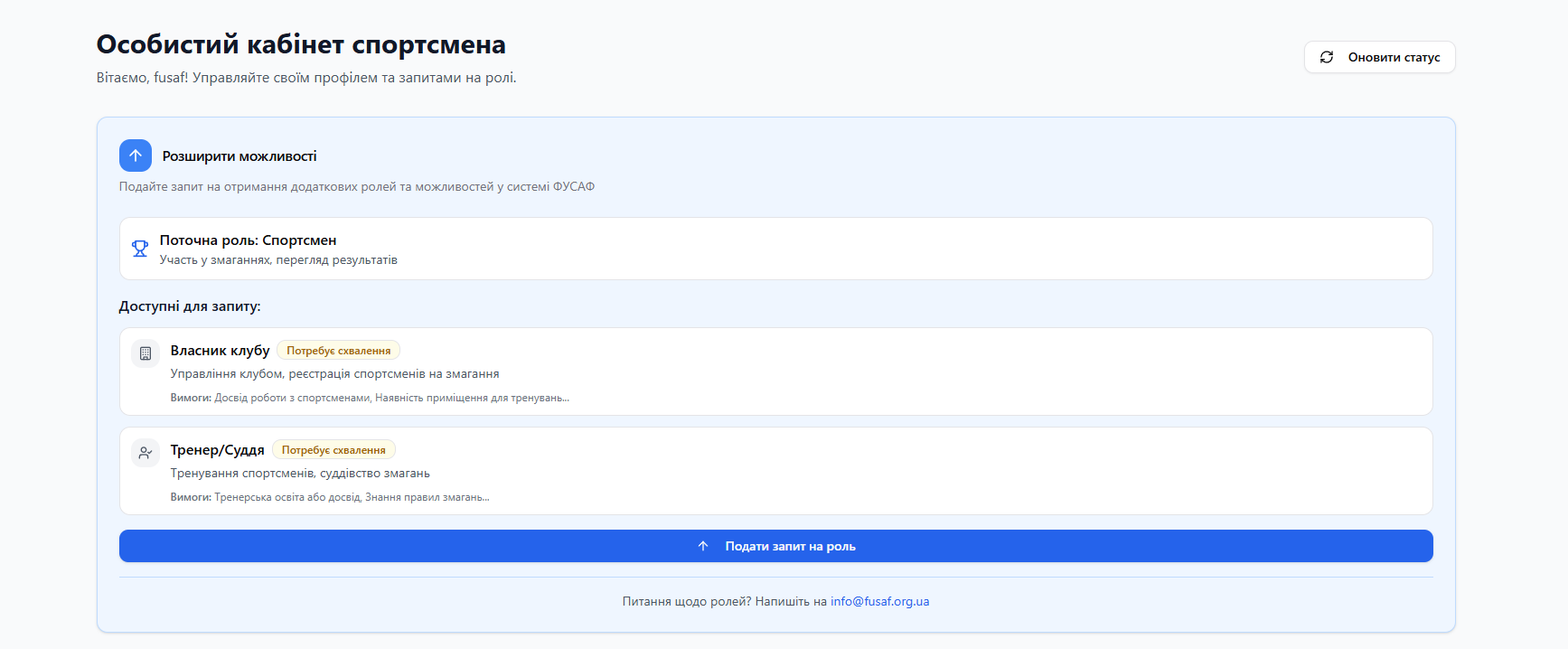 Особистий кабінет спортсмена
Вітаємо, fusaf! Управляйте своїм профілем та запитами на ролі.
Оновити статус
Розширити можливості
Подайте запит на отримання додаткових ролей та можливостей у системі ФУСАФ
Поточна роль: Спортсмен
Участь у змаганнях, перегляд результатів
Доступні для запиту:
Власник клубу Потребує схвалення
Управління клубом, реєстрація спортсменів на змагання
Вимоги: Досвід роботи з спортсменами, Наявність приміщення для тренувань...
Тренер/Суддя Потребує схвалення
Тренування спортсменів, суддівство змагань
Вимоги: Тренерська освіта або досвід, Знання правил змагань...
Подати запит на роль
Питання щодо ролей? Напишіть на info@fusaf.org.ua